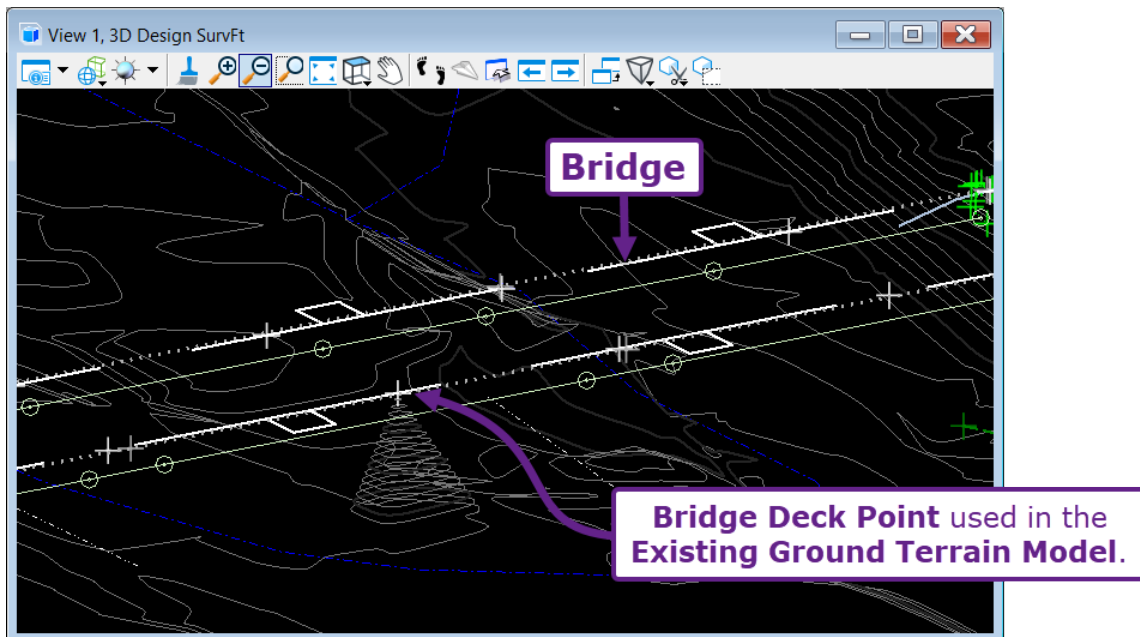 View 1, 3D Design SurvFt
Bridge
Bridge Deck Point used in the
Existing Ground Terrain Model.